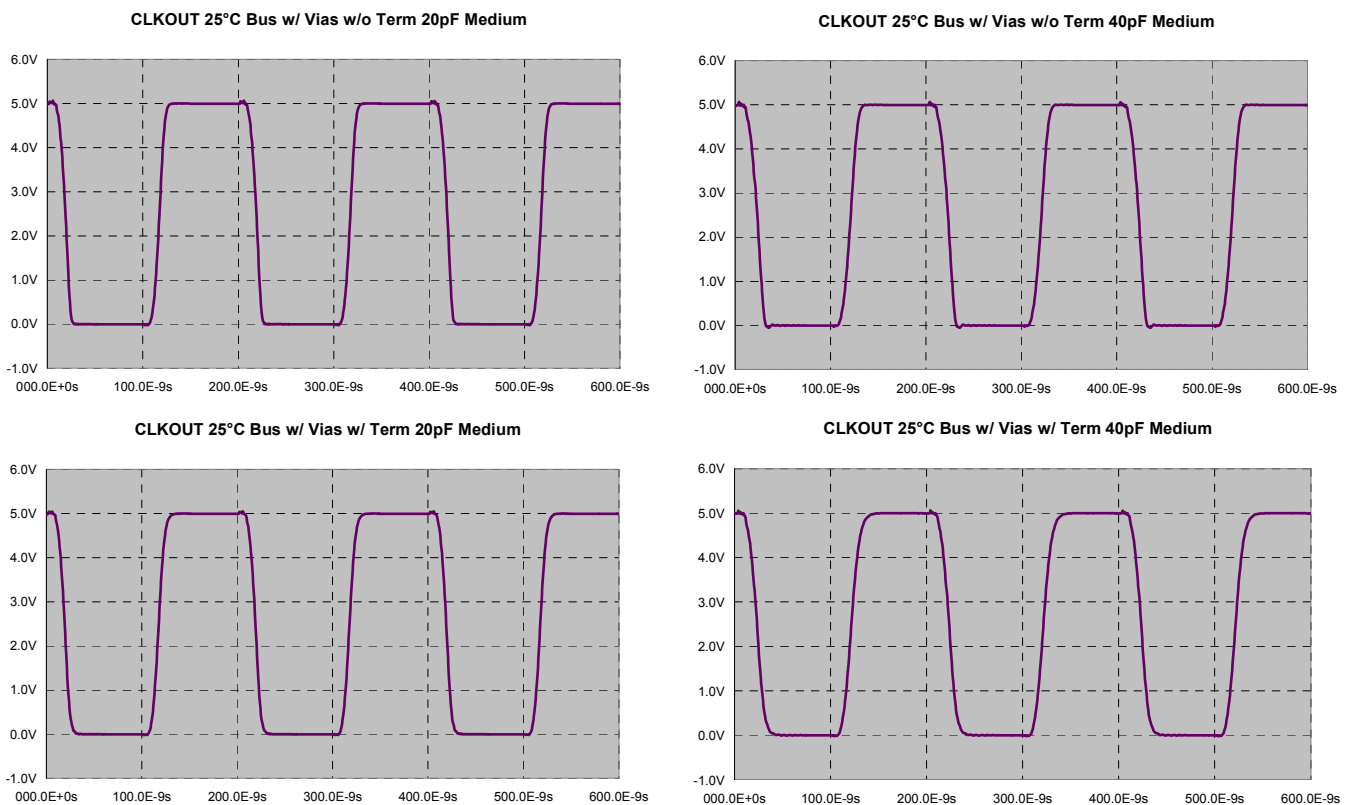 CLKOUT 25°C Bus w/ Vias w/o Term 20pF Medium
6.0V
5.0V
4.0V
3.0V
2.0V
1.0V
0.0V
-1.0V
000.0E+0s 100.0E-9s 200.0E-9s 300.0E-9s 400.0E-9s 500.0E-9s 600.0E-9s
CLKOUT 25°C Bus w/ Vias w/o Term 40pF Medium
6.0V
5.0V
4.0V
3.0V
2.0V
1.0V
0.0V
-1.0V
000.0E+0s 100.0E-9s 200.0E-9s 300.0E-9s 400.0E-9s 500.0E-9s 600.0E-9s
CLKOUT 25°C Bus w/ Vias w/ Term 20pF Medium
6.0V
5.0V
4.0V
3.0V
2.0V
1.0V
0.0V
-1.0V
000.0E+0s 100.0E-9s 200.0E-9s 300.0E-9s 400.0E-9s 500.0E-9s 600.0E-9s
CLKOUT 25°C Bus w/ Vias w/ Term 40pF Medium
6.0V
5.0V
4.0V
3.0V
2.0V
1.0V
0.0V
-1.0V
000.0E+0s 100.0E-9s 200.0E-9s 300.0E-9s 400.0E-9s 500.0E-9s 600.0E-9s